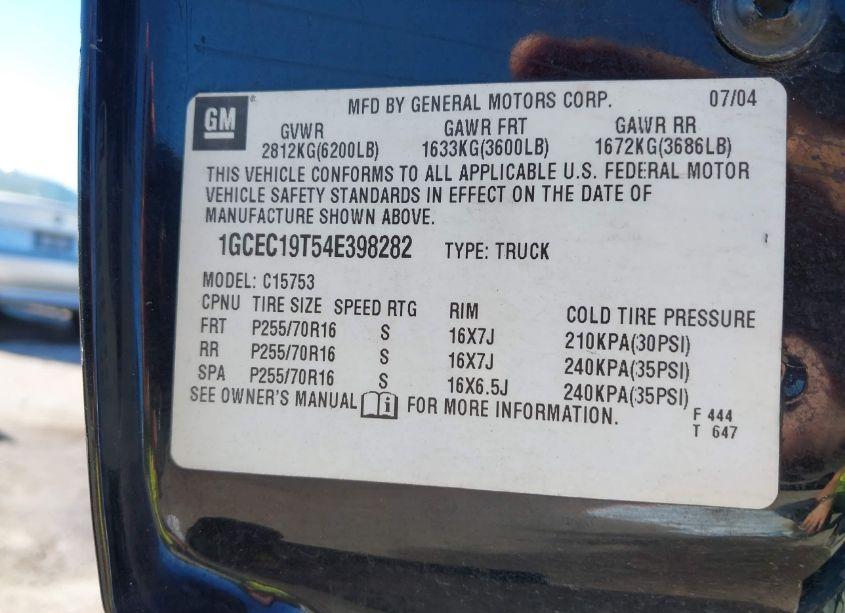 GM ® MFD BY GENERAL MOTORS CORP. 07/04
GVWR GAWR FRT GAWR RR
2812KG(6200LB) 1633KG(3600LB) 1672KG(3686LB)
THIS VEHICLE CONFORMS TO ALL APPLICABLE U.S. FEDERAL MOTOR
VEHICLE SAFETY STANDARDS IN EFFECT ON THE DATE OF
MANUFACTURE SHOWN ABOVE.
1GCEC19T54E398282 TYPE: TRUCK
MODEL: C15753
CPNU TIRE SIZE SPEED RTG RIM COLD TIRE PRESSURE
FRT P255/70R16 S 16X7J 210KPA(30PSI)
RR P255/70R16 S 16X7J 240KPA(35PSI)
SPA P255/70R16 S 16X6.5J 240KPA(35PSI)
SEE OWNER'S MANUAL i FOR MORE INFORMATION.
F 444
T 647